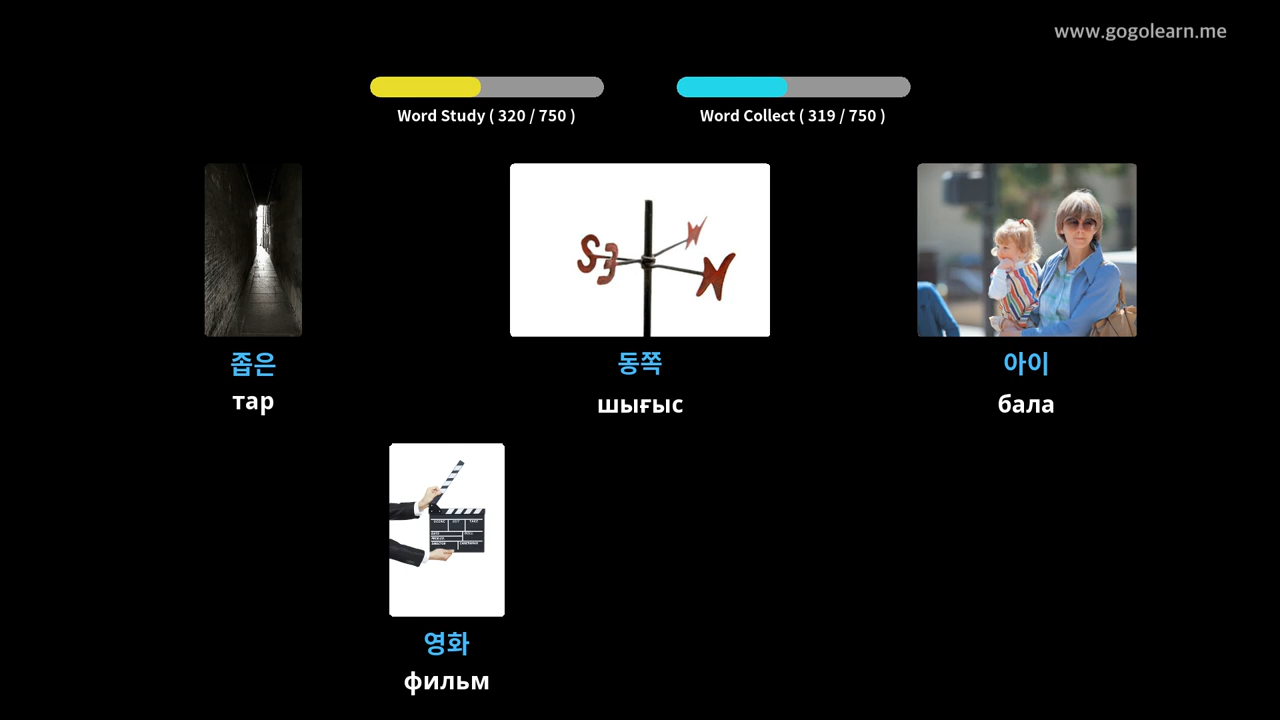 www.gogolearn.me
Word Study ( 320 / 750 )
Word Collect ( 319 / 750 )
S E W N
좁은
тар
동쪽
шығыс
아이
бала
영화
фильм